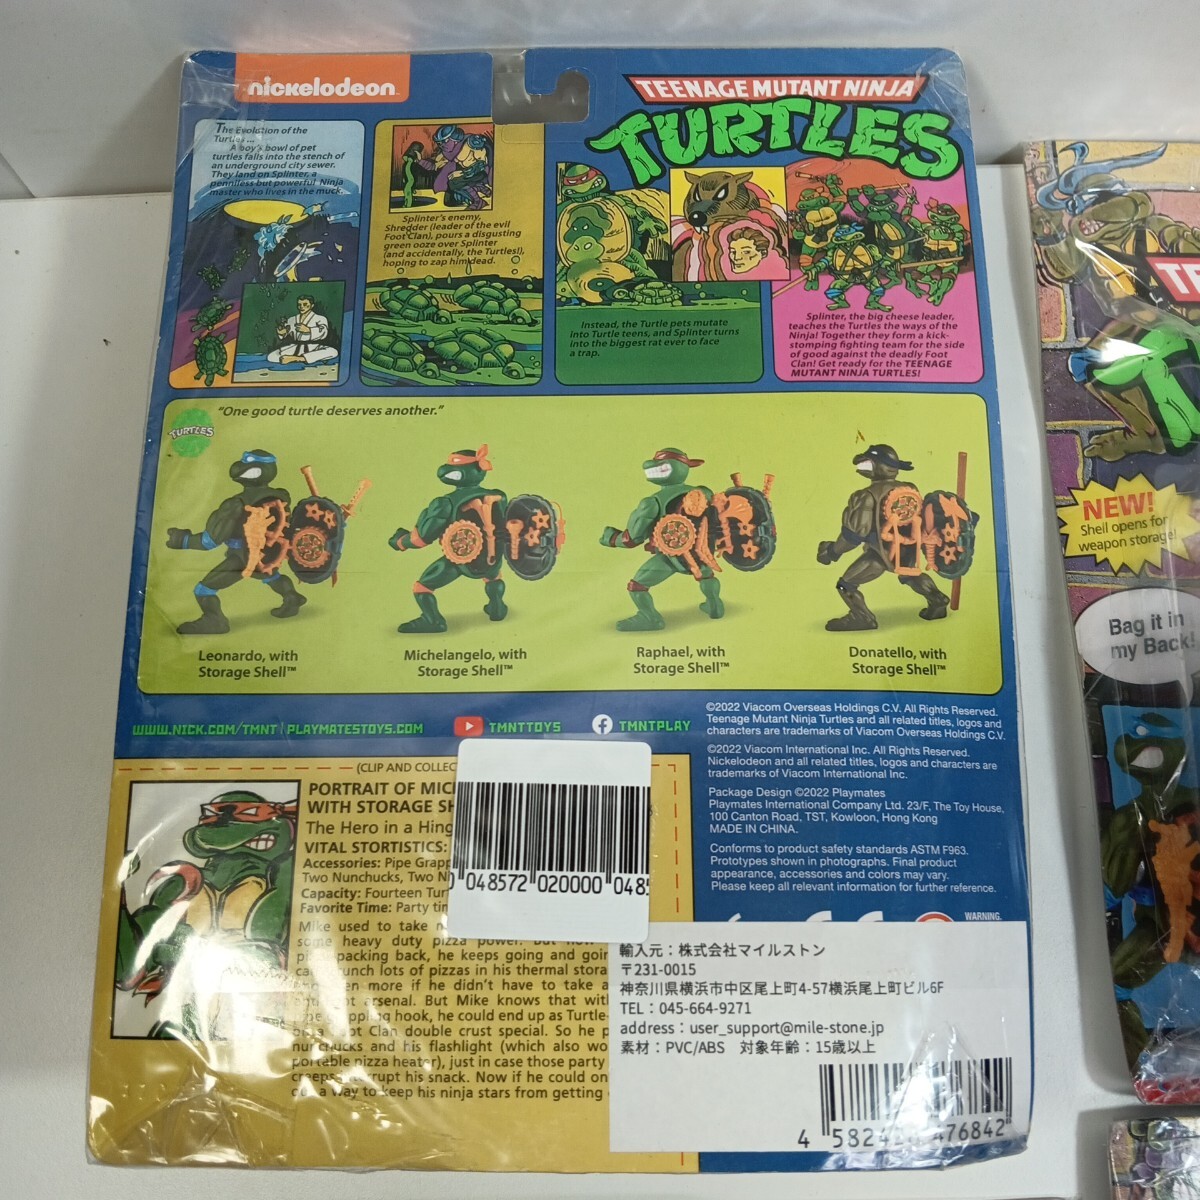 nickelodeon
TEENAGE MUTANT NINJA
TURTLES
The Evolution of the
Turtles...
A boy's bowl of pet
turtles falls into the stench of
an underground city sewer.
They land on Splinter, a
penniless but powerful Ninja
master who lives in the muck.
Splinter's enemy,
Shredder (leader of the evil
Foot Clan), pours a disgusting
green ooze over Splinter
(and accidentally, the Turtles!),
hoping to zap him dead.
Instead, the Turtle pets mutate
into Turtle teens, and Splinter turns
into the biggest rat ever to face
a trap.
Splinter, the big cheese leader,
teaches the Turtles the ways of the
Ninja! Together they form a kick-
stomping fighting team for the side
of good against the deadly Foot
Clan! Get ready for the TEENAGE
MUTANT NINJA TURTLES!
"One good turtle deserves another."
TURTLES
Leonardo, with
Storage Shell™
Michelangelo, with
Storage Shell™
Raphael, with
Storage Shell™
Donatello, with
Storage Shell™
WWW.NICK.COM/TMNT | PLAYMATESTOYS.COM
TMNTTOYS
TMNTPLAY
©2022 Viacom Overseas Holdings C.V. All Rights Reserved.
Teenage Mutant Ninja Turtles and all related titles, logos and
characters are trademarks of Viacom Overseas Holdings C.V.
©2022 Viacom International Inc. All Rights Reserved.
Nickelodeon and all related titles, logos and characters are
trademarks of Viacom International Inc.
Package Design ©2022 Playmates
Playmates International Company Ltd. 23/F, The Toy House,
100 Canton Road, TST, Kowloon, Hong Kong
MADE IN CHINA.
Conforms to product safety standards ASTM F963.
Prototypes shown in photographs. Final product
appearance, accessories and colors may vary.
Please keep all relevant information for further reference.
WARNING.
(CLIP AND COLLECT
PORTRAIT OF MIC
WITH STORAGE SH
The Hero in a Hing
VITAL STORTISTICS:
Accessories: Pipe Grapp
Two Nunchucks, Two N
Capacity: Fourteen Tur
Favorite Time: Party tim
Mike used to take
some heavy duty pizza power. But now
packing back, he keeps going and goin
lots of pizzas in his thermal stora
more if he didn't have to take a
arsenal. But Mike knows that with
grappling hook, he could end up as Turtle-
Foot Clan double crust special. So he p
nunchucks and his flashlight (which also wo
portable pizza heater), just in case those party
creeps interrupt his snack. Now if he could on
a way to keep his ninja stars from getting
048572 020000 048
輸入元：株式会社マイルストン
〒231-0015
神奈川県横浜市中区尾上町4-57横浜尾上町ビル6F
TEL：045-664-9271
address：user_support@mile-stone.jp
素材：PVC/ABS 対象年齢：15歳以上
476842
TE
T
NEW!
Shell opens for
weapon storage!
Bag it in
my Back!